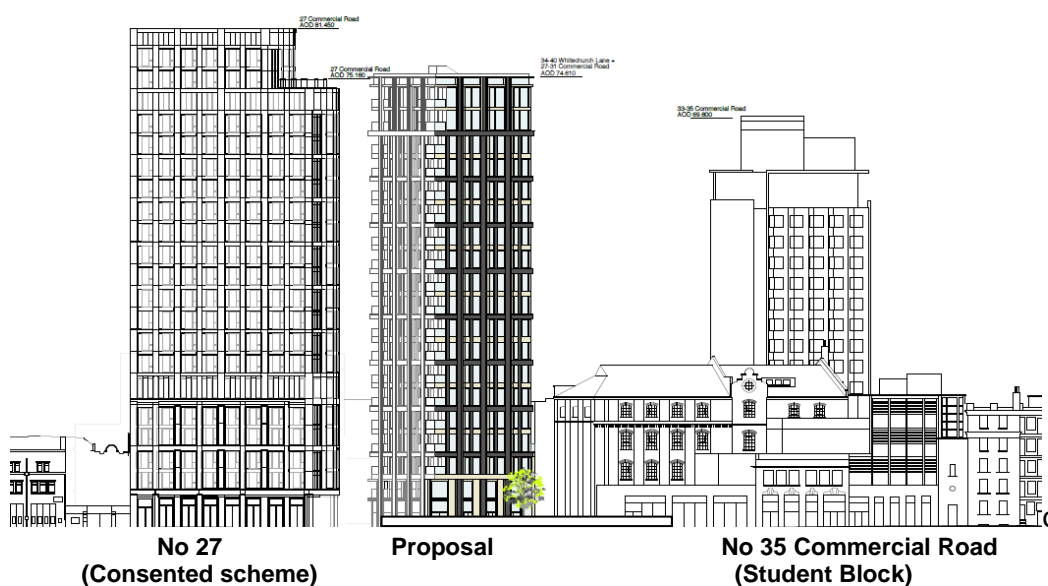 27 Commercial Road
AOD 81.450
27 Commercial Road
AOD 75.160
34-40 Whitechurch Lane +
27-31 Commercial Road
AOD 74.610
33-35 Commercial Road
AOD 69.800
No 27
(Consented scheme)
Proposal
No 35 Commercial Road
(Student Block)